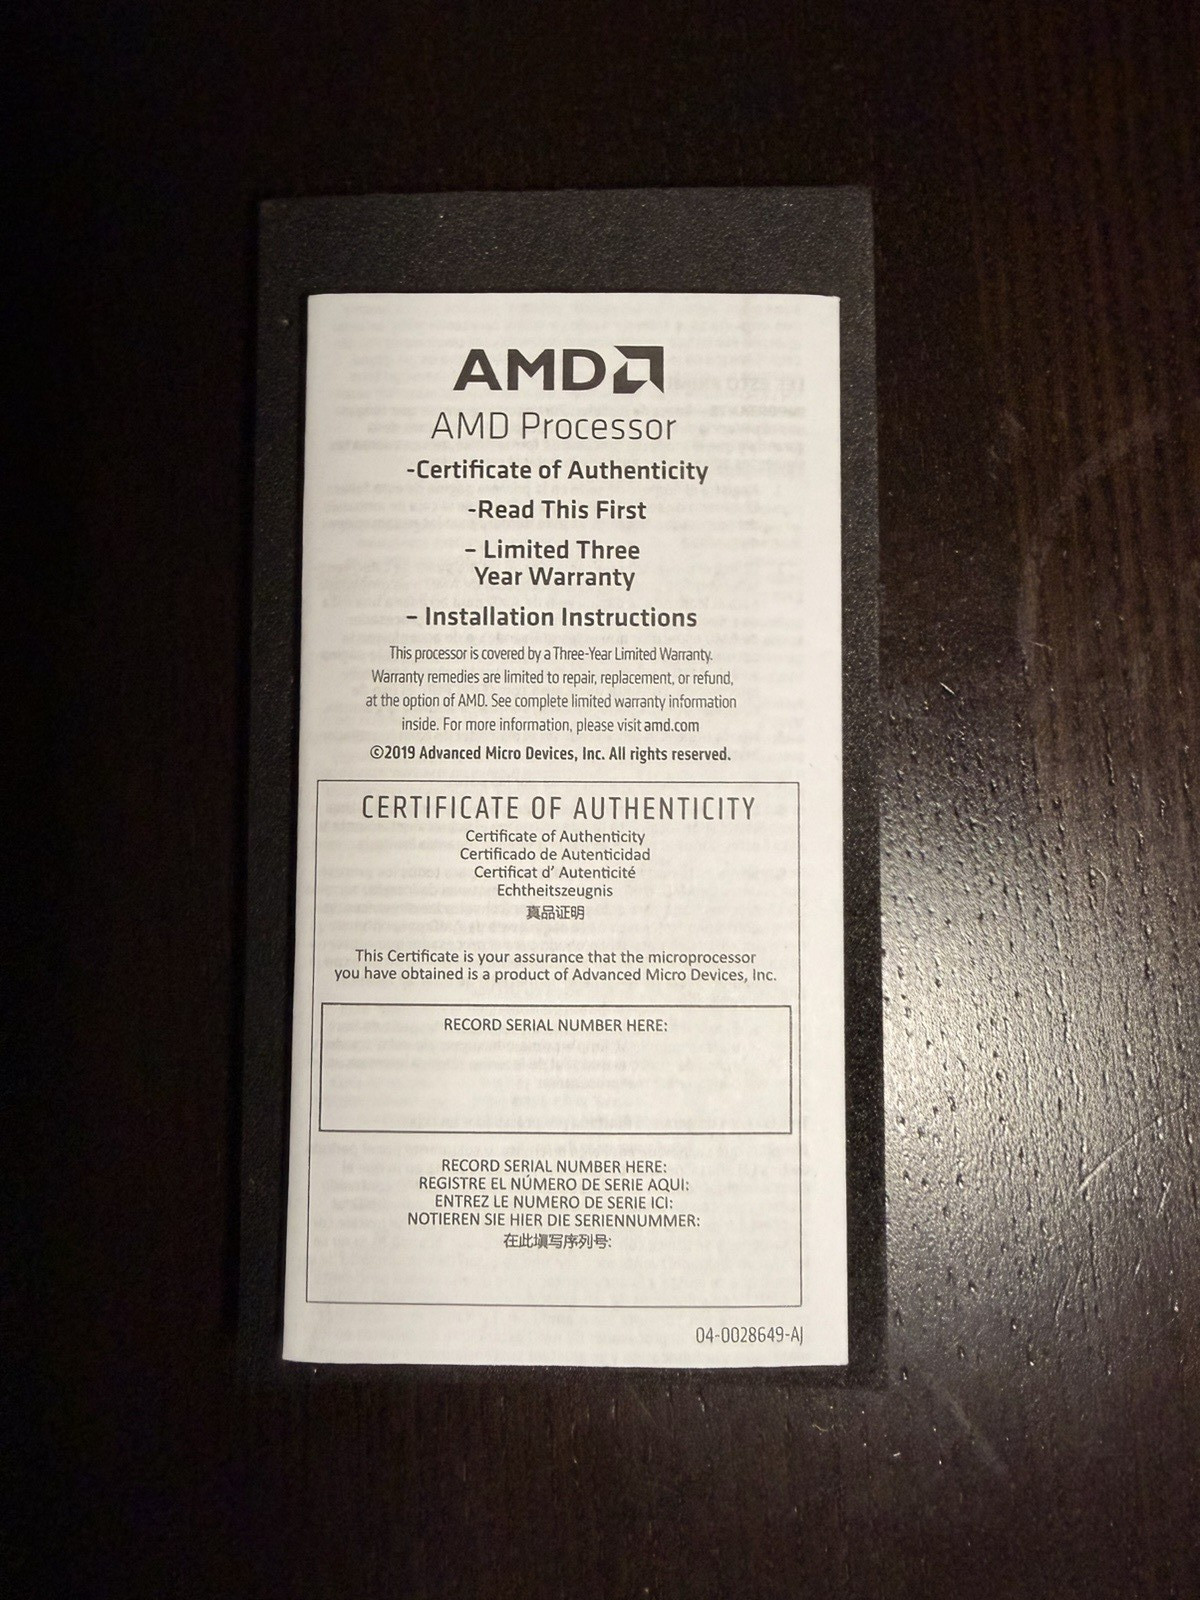 AMD
AMD Processor
-Certificate of Authenticity
-Read This First
– Limited Three
Year Warranty
– Installation Instructions
This processor is covered by a Three-Year Limited Warranty.
Warranty remedies are limited to repair, replacement, or refund,
at the option of AMD. See complete limited warranty information
inside. For more information, please visit amd.com
©2019 Advanced Micro Devices, Inc. All rights reserved.
CERTIFICATE OF AUTHENTICITY
Certificate of Authenticity
Certificado de Autenticidad
Certificat d' Autenticité
Echtheitszeugnis
真品证明
This Certificate is your assurance that the microprocessor
you have obtained is a product of Advanced Micro Devices, Inc.
RECORD SERIAL NUMBER HERE:
RECORD SERIAL NUMBER HERE:
REGISTRE EL NÚMERO DE SERIE AQUI:
ENTREZ LE NUMERO DE SERIE ICI:
NOTIEREN SIE HIER DIE SERIENNUMMER:
在此填写序列号:
04-0028649-AJ